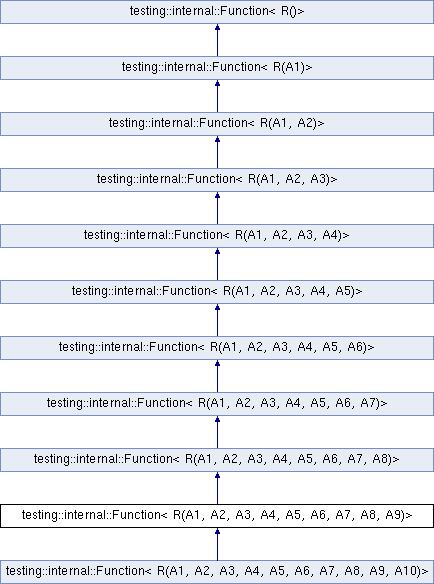 testing::internal::Function< R()>
testing::internal::Function< R(A1)>
testing::internal::Function< R(A1, A2)>
testing::internal::Function< R(A1, A2, A3)>
testing::internal::Function< R(A1, A2, A3, A4)>
testing::internal::Function< R(A1, A2, A3, A4, A5)>
testing::internal::Function< R(A1, A2, A3, A4, A5, A6)>
testing::internal::Function< R(A1, A2, A3, A4, A5, A6, A7)>
testing::internal::Function< R(A1, A2, A3, A4, A5, A6, A7, A8)>
testing::internal::Function< R(A1, A2, A3, A4, A5, A6, A7, A8, A9)>
testing::internal::Function< R(A1, A2, A3, A4, A5, A6, A7, A8, A9, A10)>